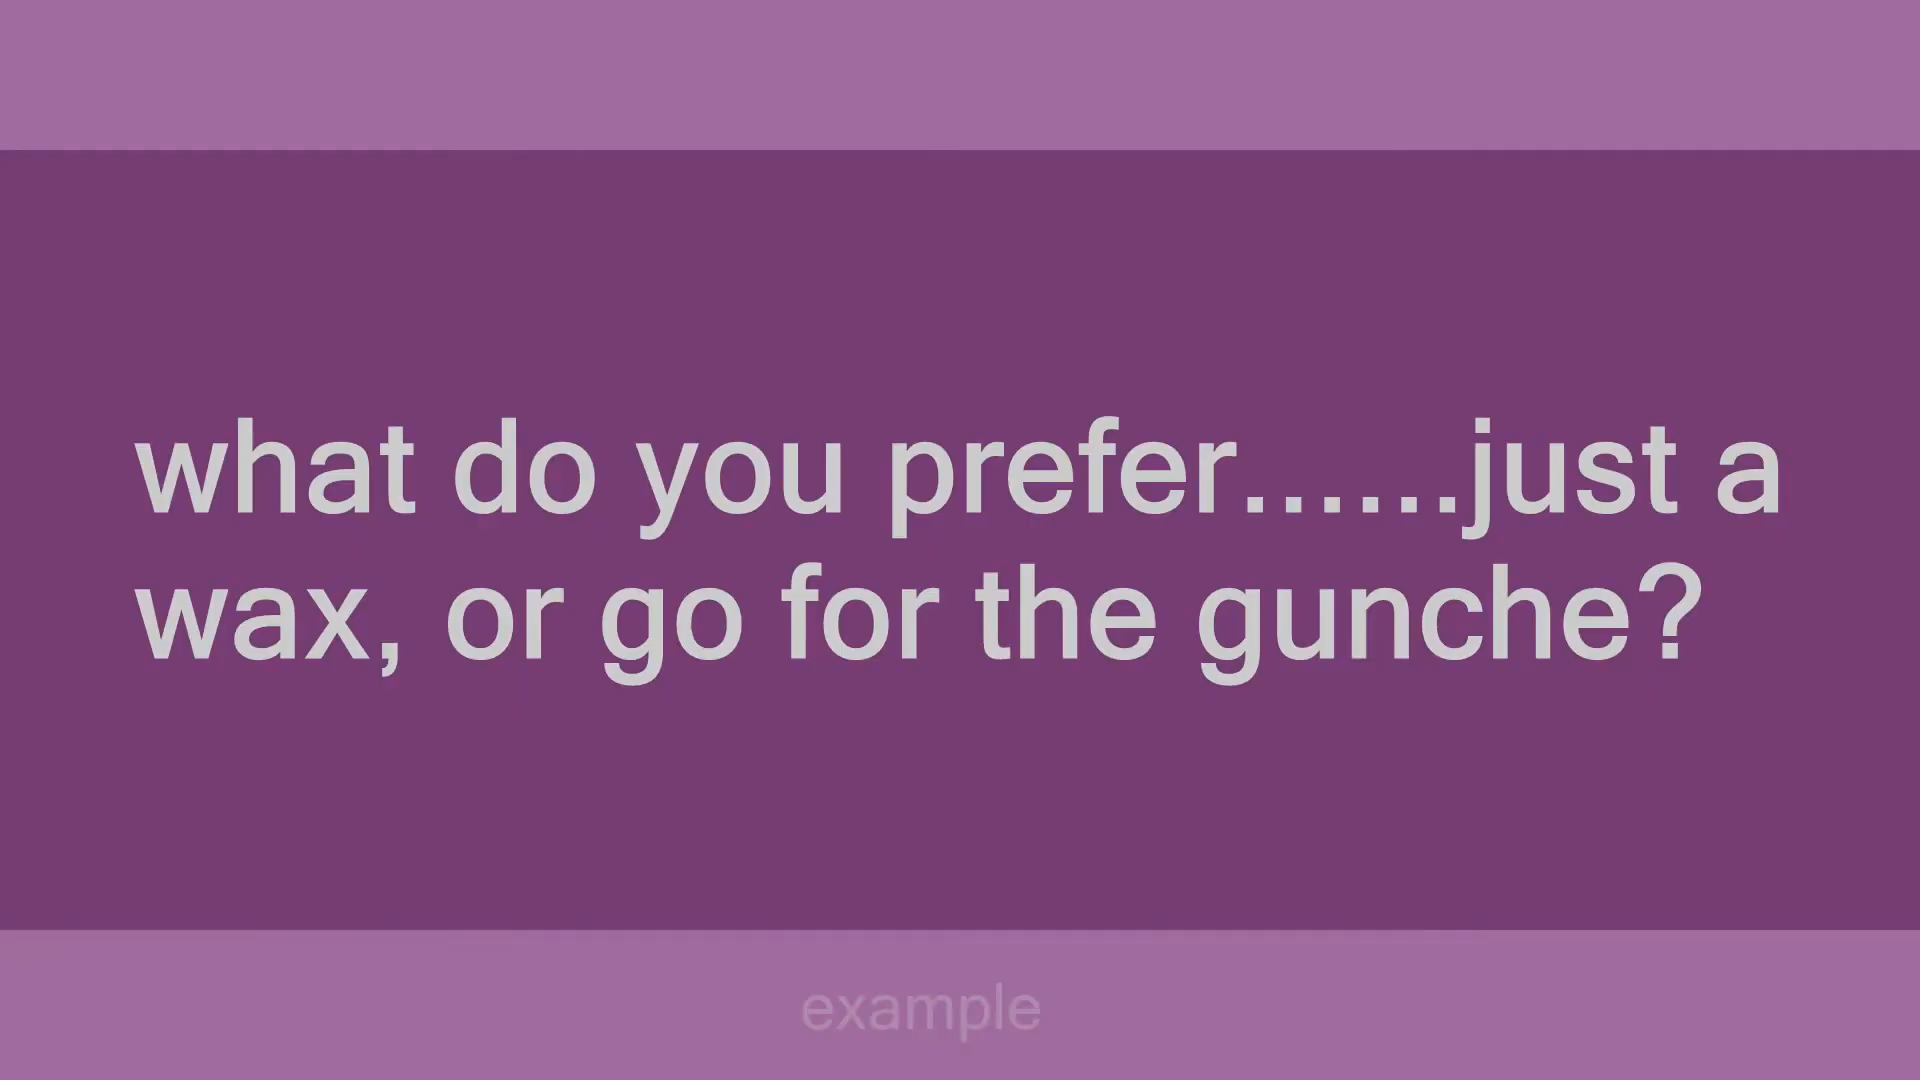 what do you prefer......just a
wax, or go for the gunche?
example